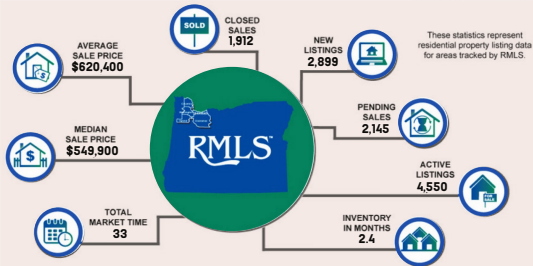 CLOSED
SALES
1,912
SOLD
AVERAGE
SALE PRICE
$620,400
NEW
LISTINGS
2,899
These statistics represent
residential property listing data
for areas tracked by RMLS.
PENDING
SALES
2,145
MEDIAN
SALE PRICE
$549,900
$
RMLS™
ACTIVE
LISTINGS
4,550
TOTAL
MARKET TIME
33
INVENTORY
IN MONTHS
2.4